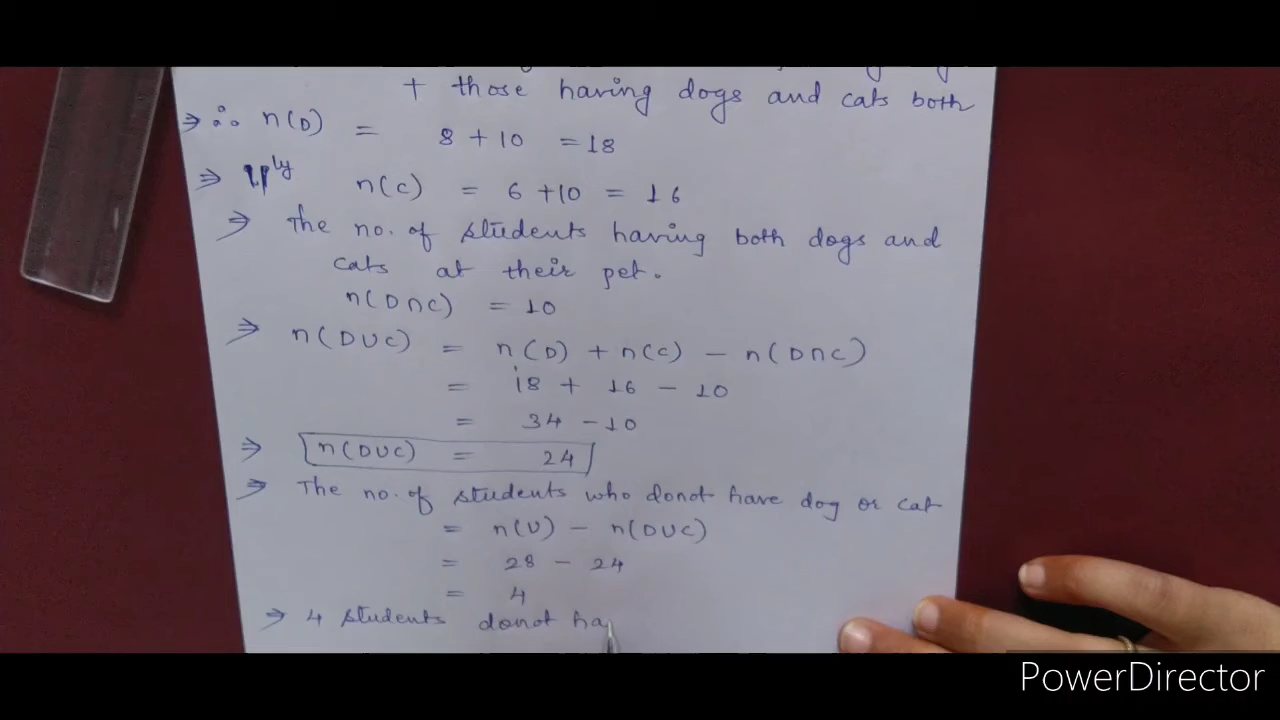 + those having dogs and cats both
⇒ ∴ n(D) = 8 + 10 = 18
⇒ n(C) = 6 + 10 = 16
⇒ The no. of students having both dogs and
cats at their pet.
n(D∩C) = 10
⇒ n(D∪C) = n(D) + n(C) - n(D∩C)
= 18 + 16 - 10
= 34 - 10
⇒ n(D∪C) = 24
⇒ The no. of students who donot have dog or cat
= n(U) - n(D∪C)
= 28 - 24
= 4
⇒ 4 students donot ha
PowerDirector